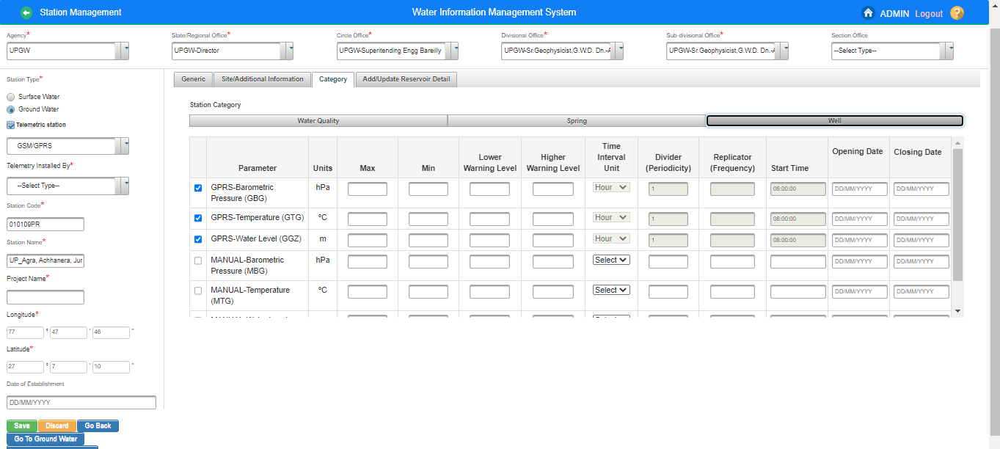 Station Management
Water Information Management System
ADMIN Logout ?
Agency*
State/Regional Office*
Circle Office*
Divisional Office*
Sub-divisional Office*
Section Office
UPGW
UPGW-Director
UPGW-Superitending Engg Bareilly
UPGW-Sr.Geophysicist,G.W.D. Dn.-A
UPGW-Sr.Geophysicist,G.W.D. Dn.-A
--Select Type--
Station Type*
Surface Water
Ground Water
Telemetric station
GSM/GPRS
Telemetry Installed By*
--Select Type--
Station Code*
010109PR
Station Name*
UP_Agra, Achhanera, Jur
Project Name*
Longitude*
77 ° 47 ' 46 "
Latitude*
27 ° 7 ' 10 "
Date of Establishment
DD/MM/YYYY
Save Discard Go Back
Go To Ground Water
Generic Site/Additional Information Category Add/Update Reservoir Detail
Station Category
Water Quality Spring Well
Parameter Units Max Min Lower Warning Level Higher Warning Level Time Interval Unit Divider (Periodicity) Replicator (Frequency) Start Time Opening Date Closing Date
GPRS-Barometric Pressure (GBG) hPa Hour 1 08:00:00 DD/MM/YYYY DD/MM/YYYY
GPRS-Temperature (GTG) °C Hour 1 08:00:00 DD/MM/YYYY DD/MM/YYYY
GPRS-Water Level (GGZ) m Hour 1 08:00:00 DD/MM/YYYY DD/MM/YYYY
MANUAL-Barometric Pressure (MBG) hPa Select DD/MM/YYYY DD/MM/YYYY
MANUAL-Temperature (MTG) °C Select DD/MM/YYYY DD/MM/YYYY